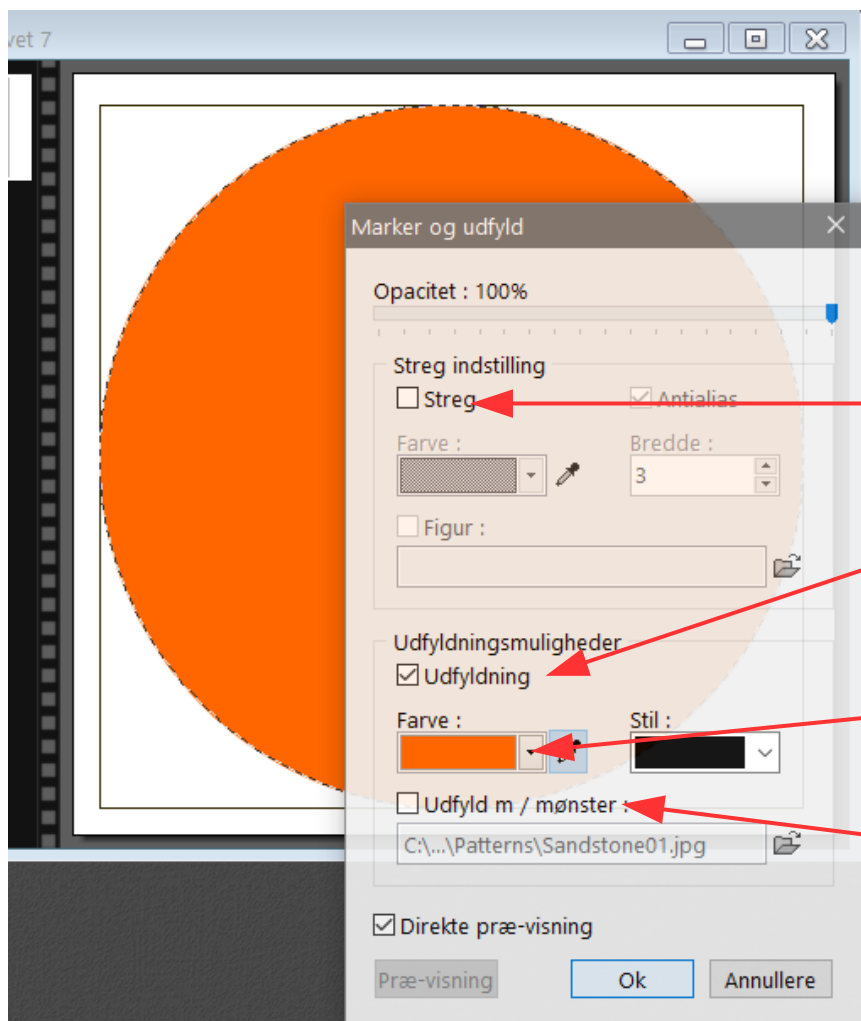 vet 7
Marker og udfyld
Opacitet : 100%
Streg indstilling
Streg
Antialias
Farve :
Bredde :
3
Figur :
Udfyldningsmuligheder
Udfyldning
Farve :
Stil :
Udfyld m / mønster :
C:\...\Patterns\Sandstone01.jpg
Direkte præ-visning
Præ-visning
Ok
Annullere